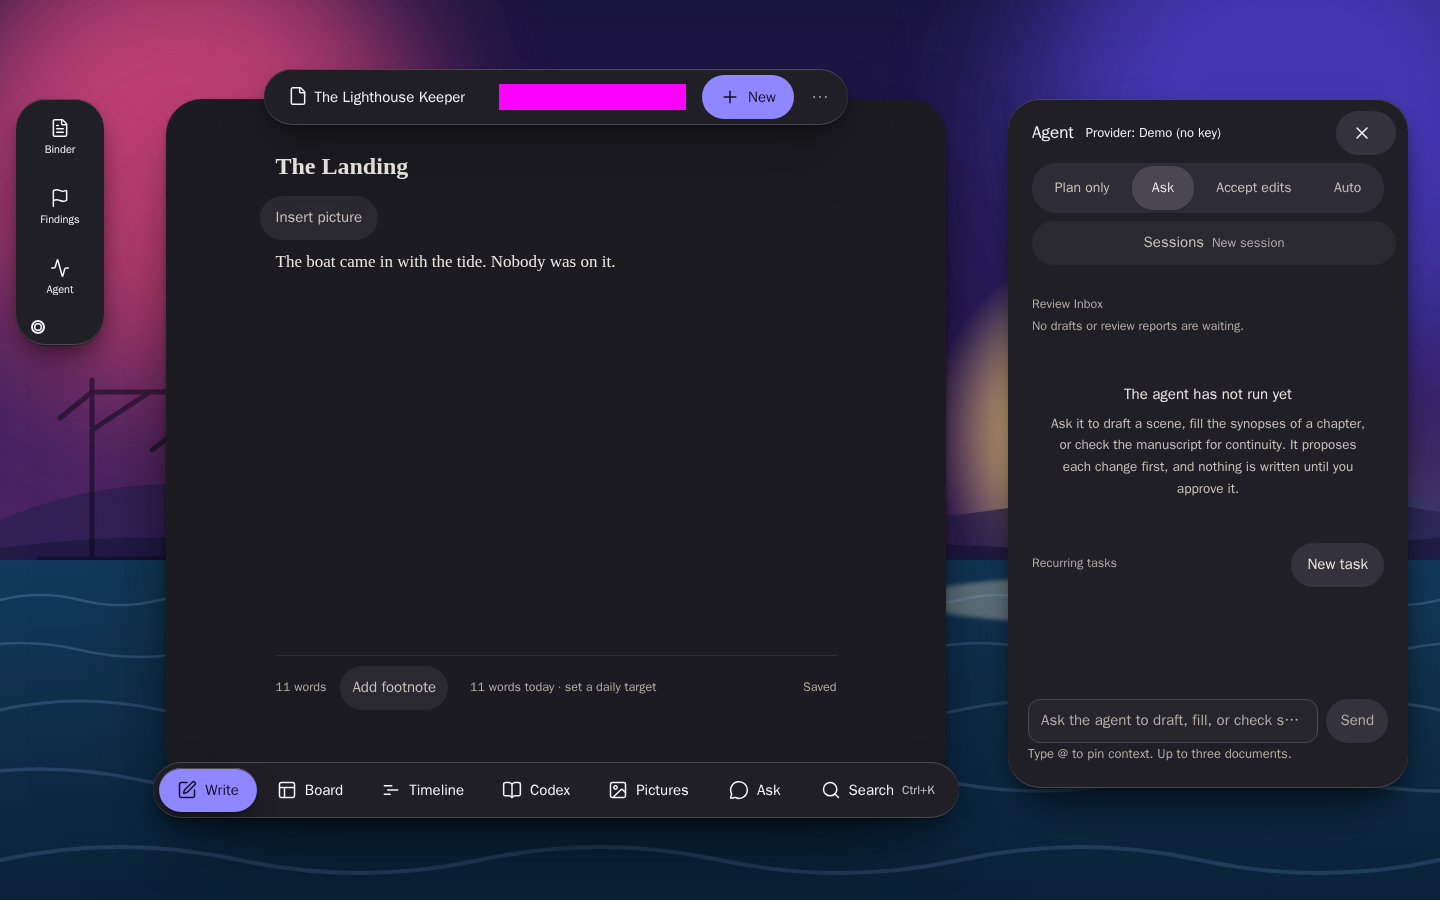 The Lighthouse Keeper
New
Binder
Findings
Agent
The Landing
Insert picture
The boat came in with the tide. Nobody was on it.
11 words
Add footnote
11 words today · set a daily target
Saved
Write
Board
Timeline
Codex
Pictures
Ask
Search Ctrl+K
Agent Provider: Demo (no key)
Plan only
Ask
Accept edits
Auto
Sessions New session
Review Inbox
No drafts or review reports are waiting.
The agent has not run yet
Ask it to draft a scene, fill the synopses of a chapter,
or check the manuscript for continuity. It proposes
each change first, and nothing is written until you
approve it.
Recurring tasks
New task
Ask the agent to draft, fill, or check s···
Send
Type @ to pin context. Up to three documents.